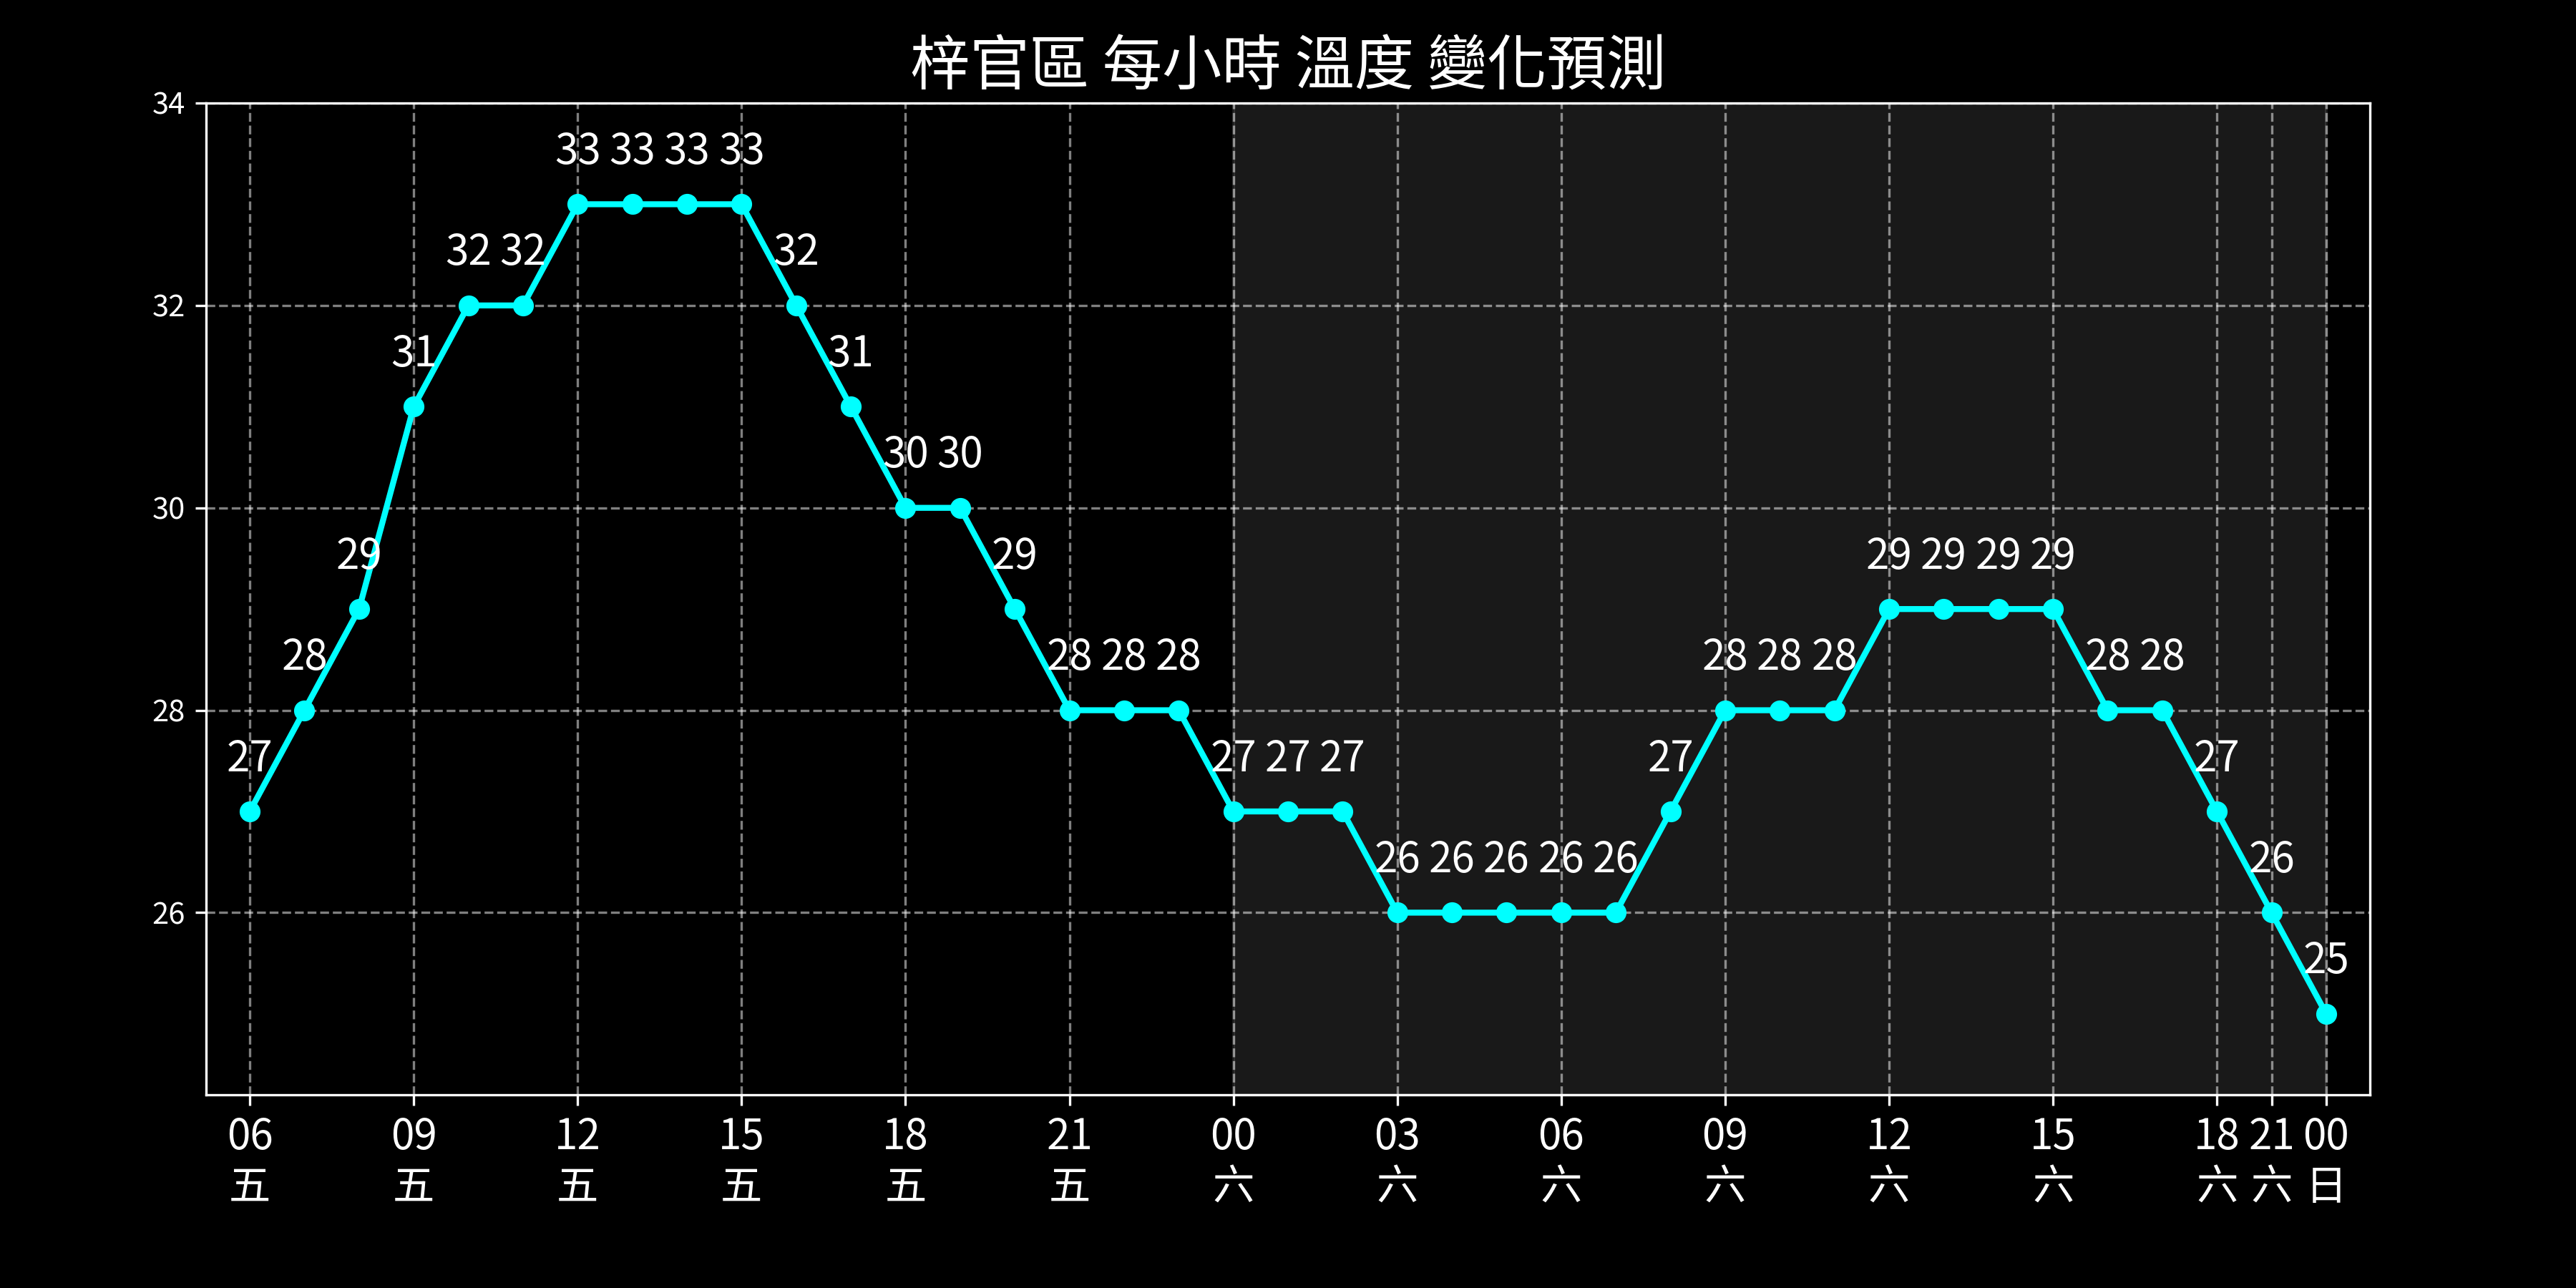 梓官區 每小時 溫度 變化預測
34
33 33 33 33
32 32 32
32
31 31
30 30
30
29 29 29 29 29 29
28 28 28 28 28 28 28 28 28
28
27 27 27 27 27 27
26 26 26 26 26 26
26
25
06 09 12 15 18 21 00 03 06 09 12 15 18 21 00
五 五 五 五 五 五 六 六 六 六 六 六 六 六 日